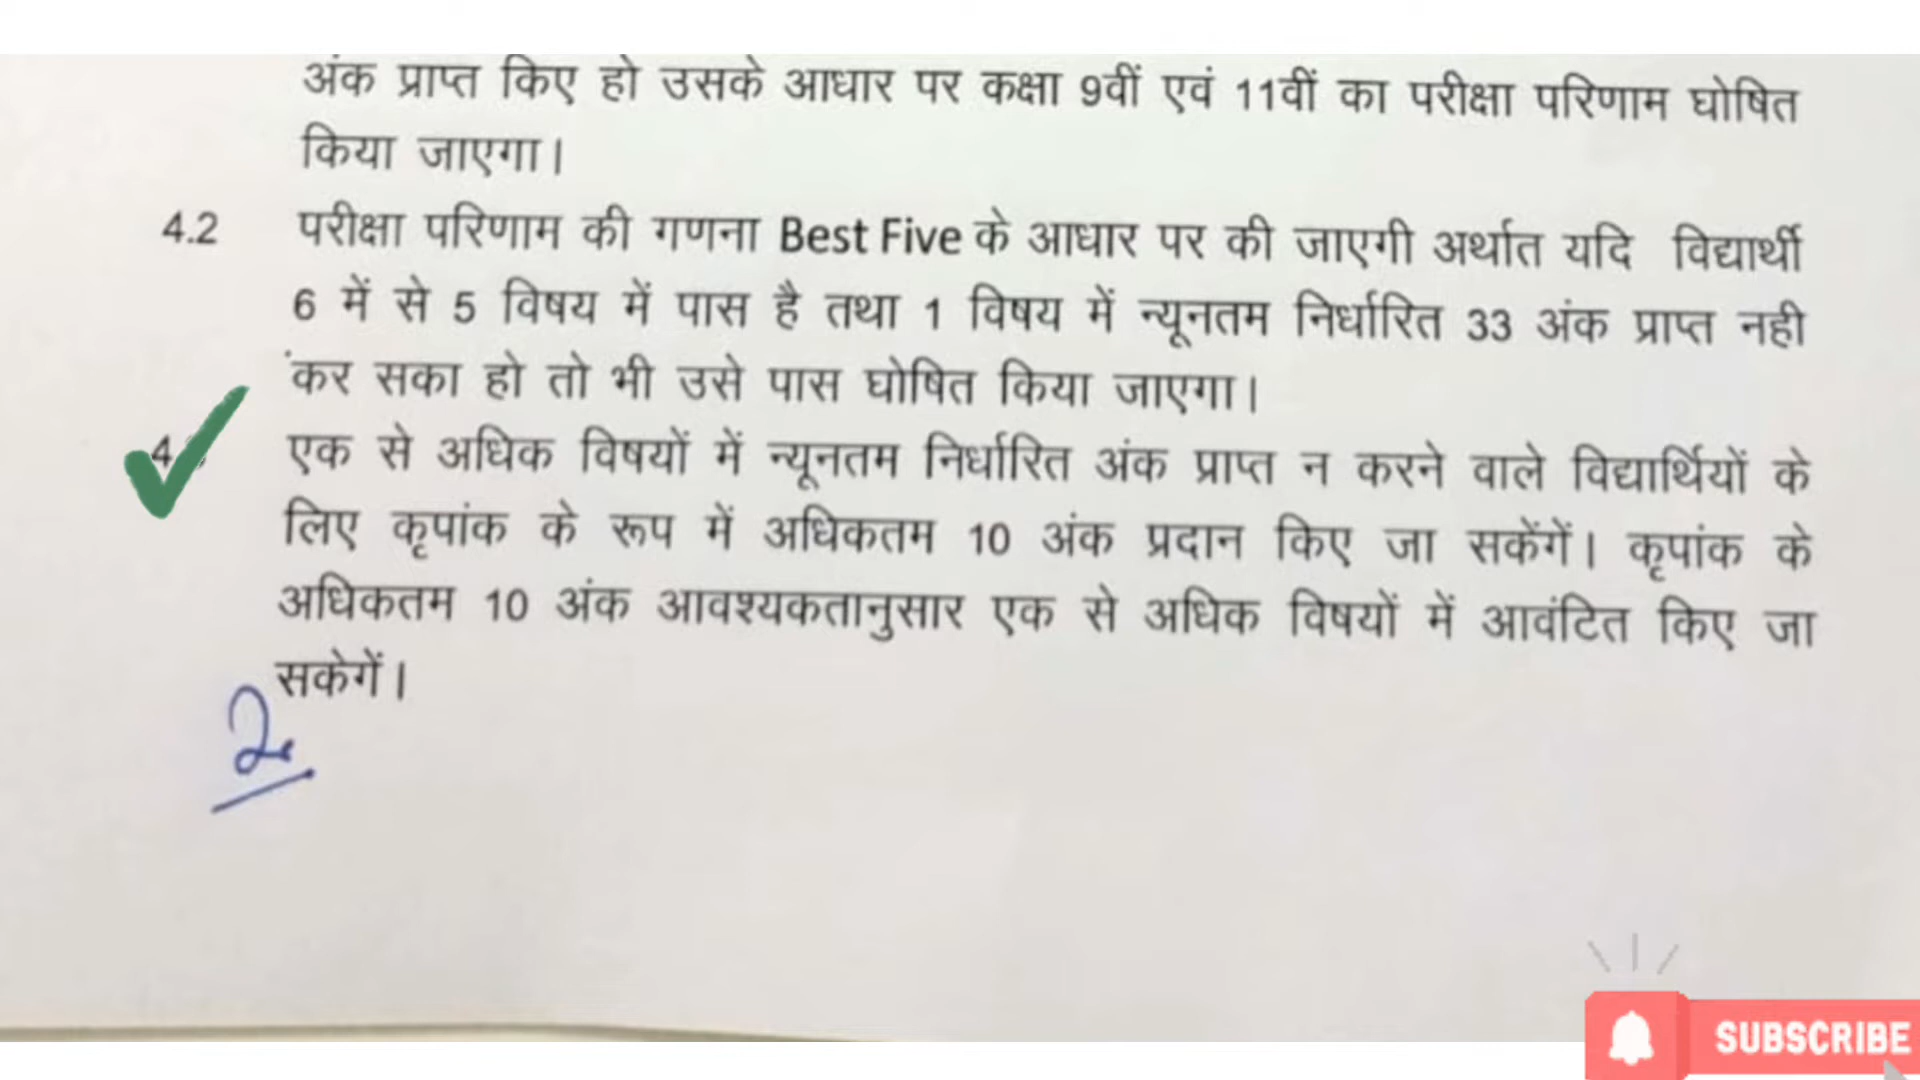 अंक प्राप्त किए हो उसके आधार पर कक्षा 9वीं एवं 11वीं का परीक्षा परिणाम घोषित
किया जाएगा।
4.2 परीक्षा परिणाम की गणना Best Five के आधार पर की जाएगी अर्थात यदि विद्यार्थी
6 में से 5 विषय में पास है तथा 1 विषय में न्यूनतम निर्धारित 33 अंक प्राप्त नही
कर सका हो तो भी उसे पास घोषित किया जाएगा।
4 एक से अधिक विषयों में न्यूनतम निर्धारित अंक प्राप्त न करने वाले विद्यार्थियों के
लिए कृपांक के रूप में अधिकतम 10 अंक प्रदान किए जा सकेंगें। कृपांक के
अधिकतम 10 अंक आवश्यकतानुसार एक से अधिक विषयों में आवंटित किए जा
सकेगें।
SUBSCRIBE